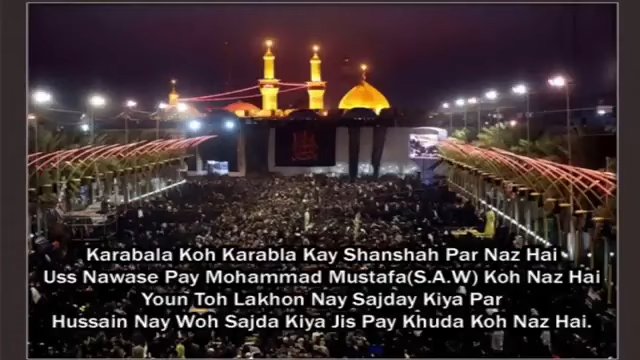 Karabala Koh Karabla Kay Shanshah Par Naz Hai
Uss Nawase Pay Mohammad Mustafa(S.A.W) Koh Naz Hai
Youn Toh Lakhon Nay Sajday Kiya Par
Hussain Nay Woh Sajda Kiya Jis Pay Khuda Koh Naz Hai.